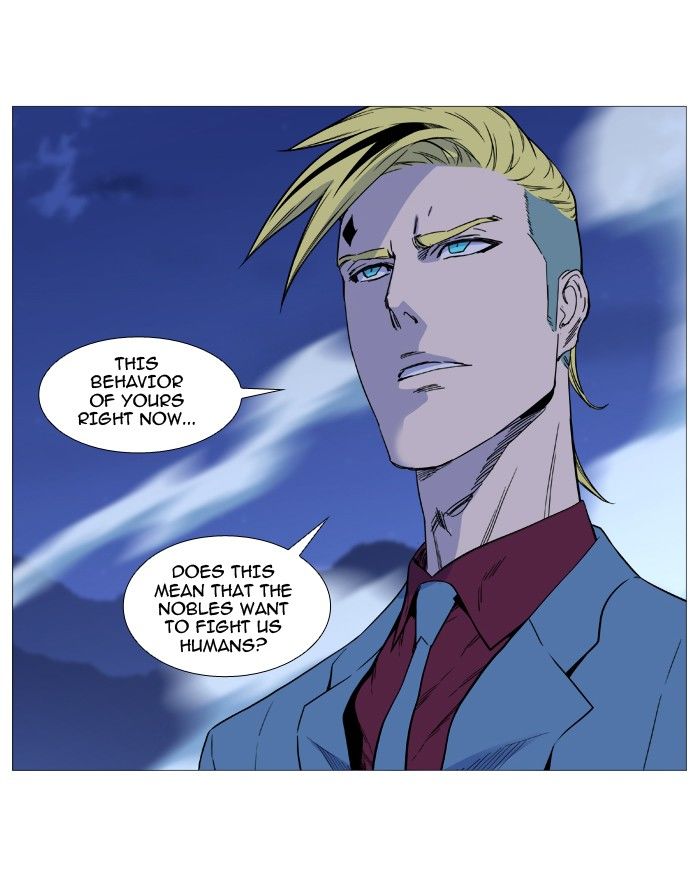 THIS
BEHAVIOR
OF YOURS
RIGHT NOW...
DOES THIS
MEAN THAT THE
NOBLES WANT
TO FIGHT US
HUMANS?